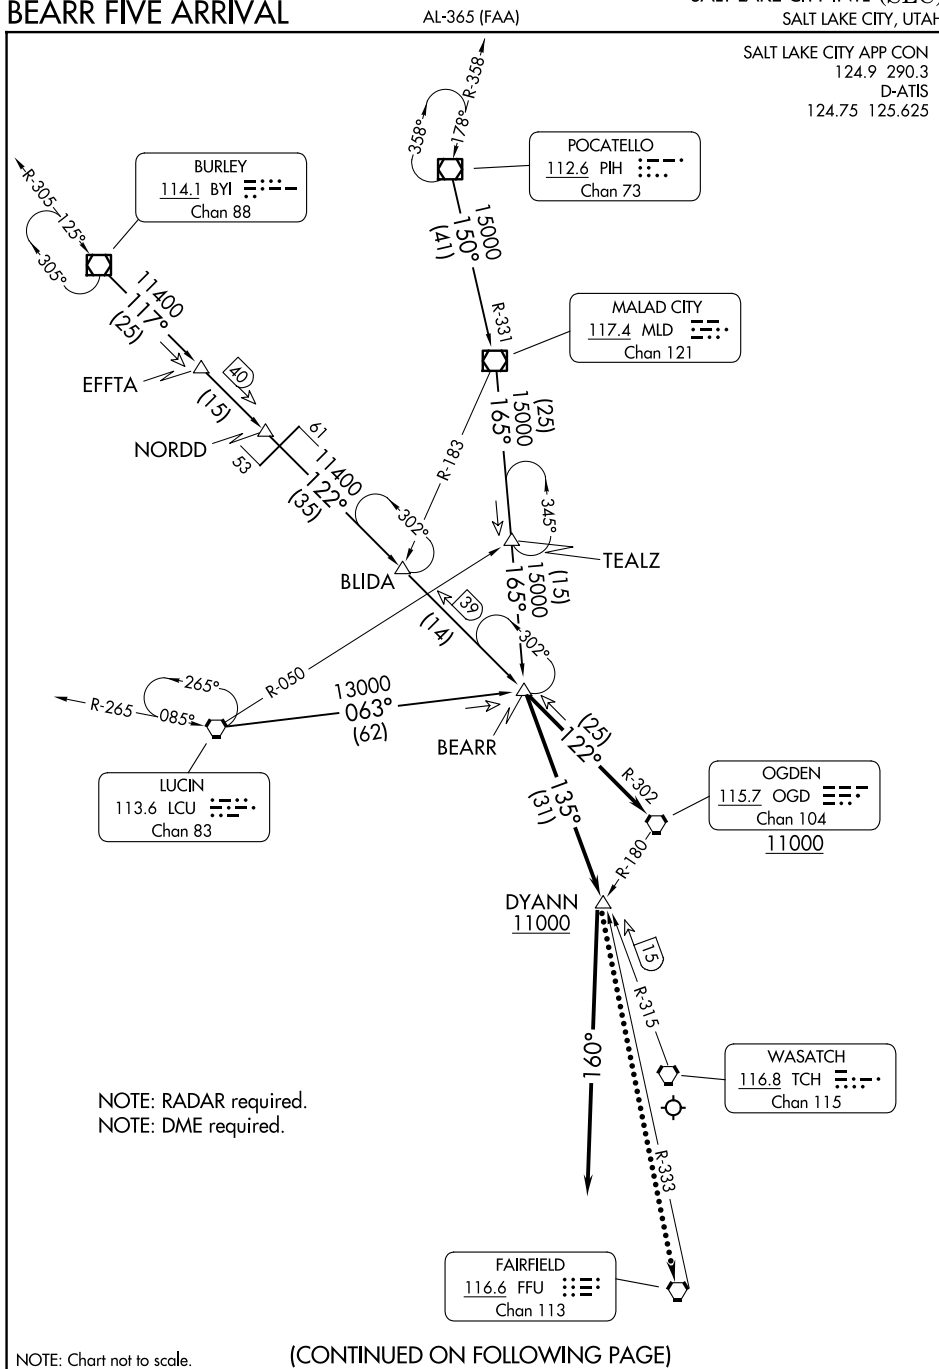 BEARR FIVE ARRIVAL
AL-365 (FAA)
SALT LAKE CITY, UTAH
SALT LAKE CITY APP CON
124.9 290.3
D-ATIS
124.75 125.625
R-358
178°
358°
POCATELLO
112.6 PIH
Chan 73
BURLEY
114.1 BYI
Chan 88
R-305
125°
305°
15000
150°
(41)
R-331
MALAD CITY
117.4 MLD
Chan 121
11400
117°
(25)
EFFTA
40
(15)
NORDD
53
61
11400
122°
(35)
R-183
(25)
15000
165°
302°
345°
TEALZ
BLIDA
39
(14)
(15)
15000
165°
302°
R-050
265°
R-265
085°
13000
063°
(62)
BEARR
(25)
122°
R-302
LUCIN
113.6 LCU
Chan 83
OGDEN
115.7 OGD
Chan 104
11000
135°
(31)
R-180
DYANN
11000
15
R-315
160°
WASATCH
116.8 TCH
Chan 115
NOTE: RADAR required.
NOTE: DME required.
R-333
FAIRFIELD
116.6 FFU
Chan 113
NOTE: Chart not to scale.
(CONTINUED ON FOLLOWING PAGE)